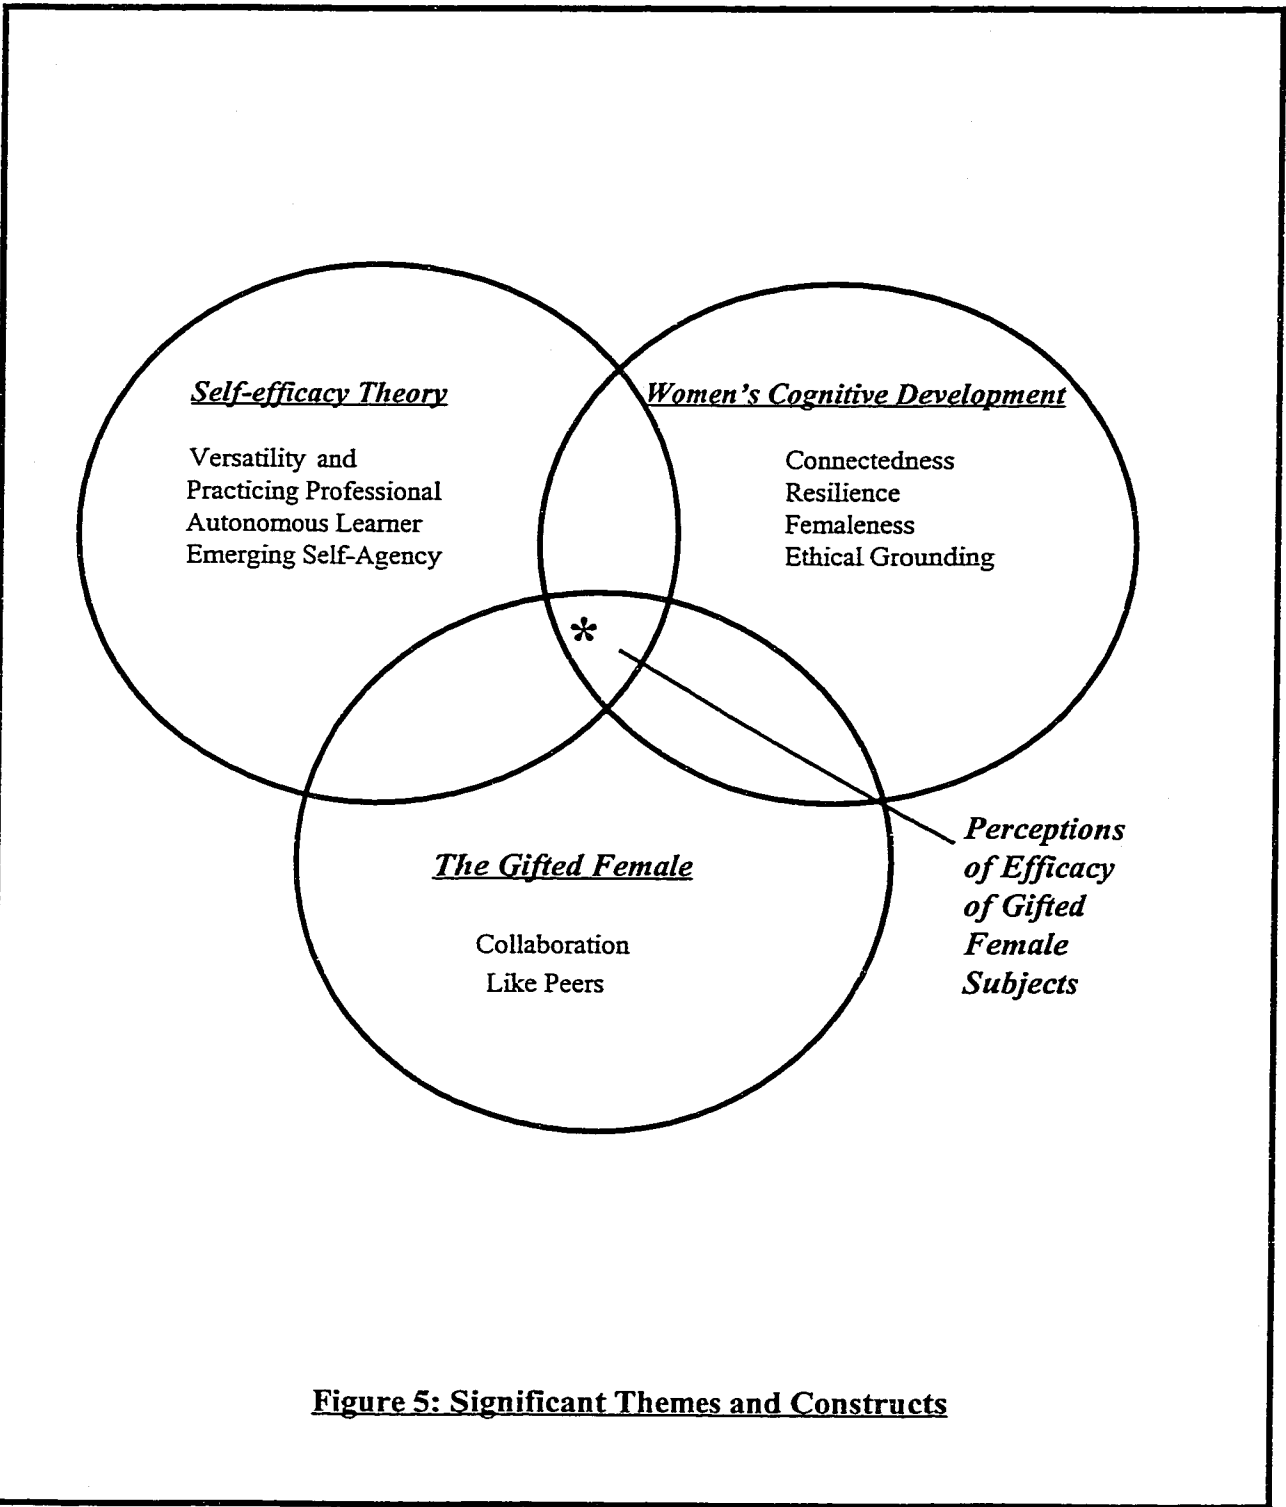 Self-efficacy Theory
Versatility and
Practicing Professional
Autonomous Learner
Emerging Self-Agency
Women's Cognitive Development
Connectedness
Resilience
Femaleness
Ethical Grounding
*
The Gifted Female
Collaboration
Like Peers
Perceptions
of Efficacy
of Gifted
Female
Subjects
Figure 5: Significant Themes and Constructs